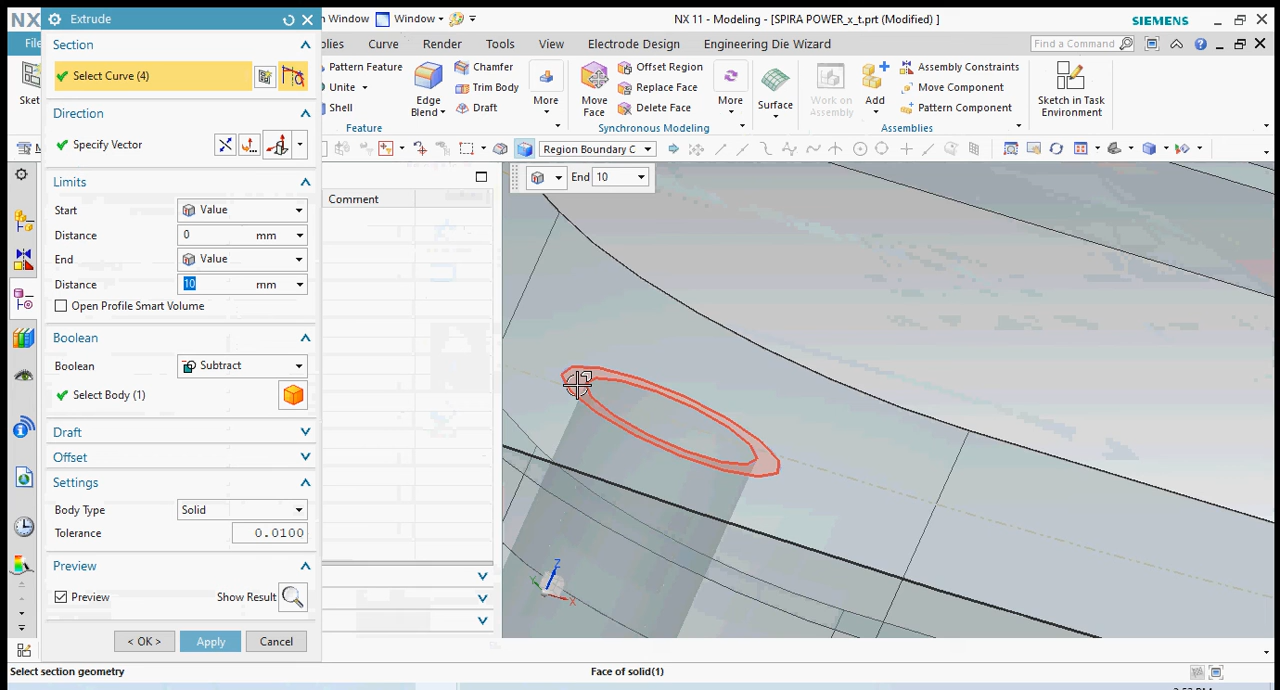 NX
Extrude
n Window
Window
NX 11 - Modeling - [SPIRA POWER_x_t.prt (Modified) ]
SIEMENS
File
Section
plies
Curve
Render
Tools
View
Electrode Design
Engineering Die Wizard
Find a Command
Select Curve (4)
Pattern Feature
Unite
Shell
Chamfer
Trim Body
Draft
Edge
Blend
More
Feature
Move
Face
Offset Region
Replace Face
Delete Face
More
Synchronous Modeling
Surface
Work on
Assembly
Add
Assembly Constraints
Move Component
Pattern Component
Assemblies
Sketch in Task
Environment
Sket
Direction
Specify Vector
M
Region Boundary C
Limits
Start
Value
Distance
0 mm
End
Value
Distance
10 mm
Open Profile Smart Volume
Comment
End 10
Boolean
Boolean
Subtract
Select Body (1)
Draft
Offset
Settings
Body Type
Solid
Tolerance
0.0100
Preview
Preview
Show Result
< OK >
Apply
Cancel
Z
Y
X
Select section geometry
Face of solid(1)